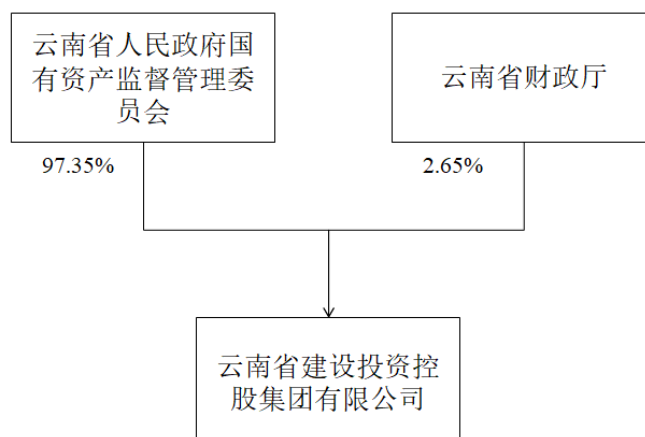 云南省人民政府国
有资产监督管理委
员会
云南省财政厅
97.35%
2.65%
云南省建设投资控
股集团有限公司